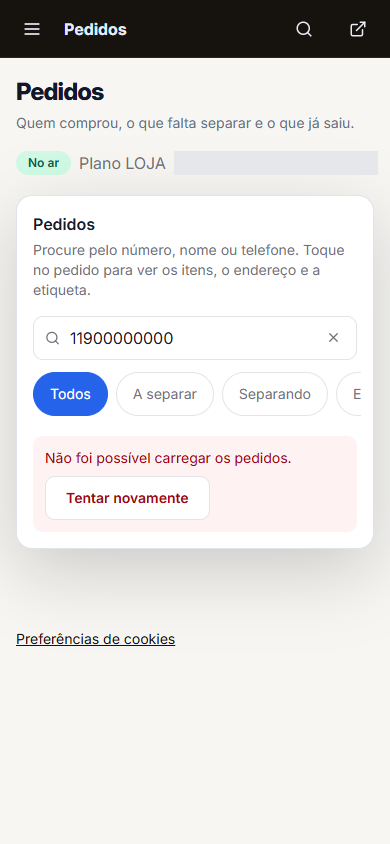 Pedidos
Pedidos
Quem comprou, o que falta separar e o que já saiu.
No ar Plano LOJA
Pedidos
Procure pelo número, nome ou telefone. Toque
no pedido para ver os itens, o endereço e a
etiqueta.
11900000000
Todos A separar Separando E
Não foi possível carregar os pedidos.
Tentar novamente
Preferências de cookies